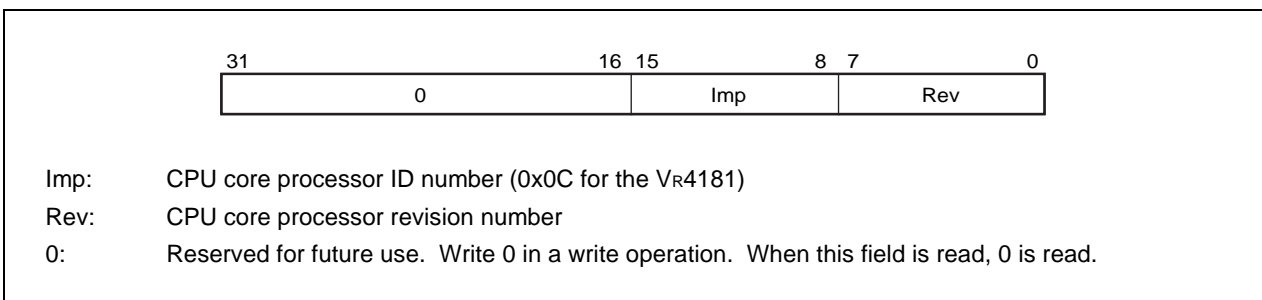 31 16 15 8 7 0
0 Imp Rev
Imp: CPU core processor ID number (0x0C for the VR4181)
Rev: CPU core processor revision number
0: Reserved for future use. Write 0 in a write operation. When this field is read, 0 is read.